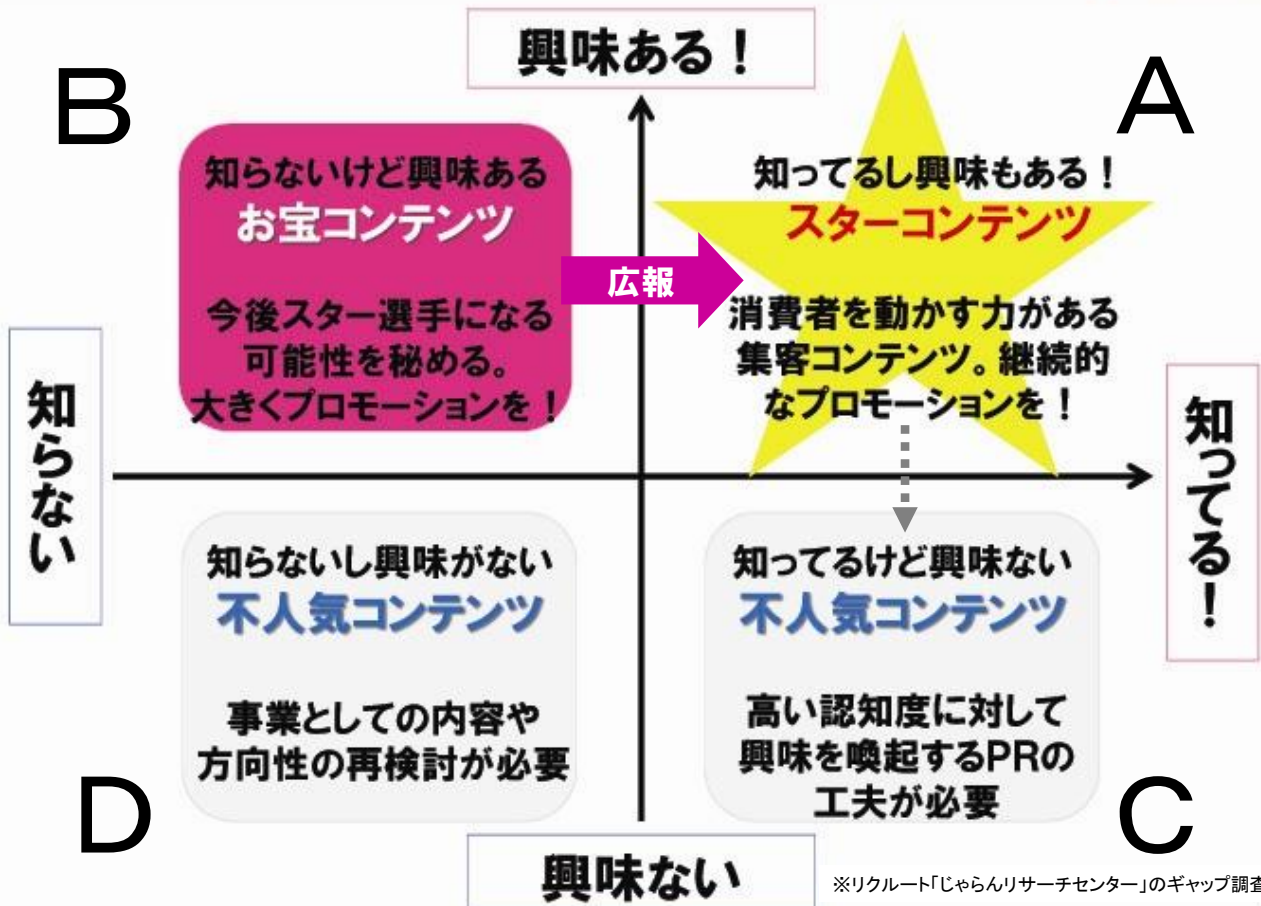 興味ある！
B
A
知らないけど興味ある
お宝コンテンツ
今後スター選手になる
可能性を秘める。
大きくプロモーションを！
広報
知ってるし興味もある！
スターコンテンツ
消費者を動かす力がある
集客コンテンツ。継続的
なプロモーションを！
知らない
知ってる！
知らないし興味がない
不人気コンテンツ
事業としての内容や
方向性の再検討が必要
知ってるけど興味ない
不人気コンテンツ
高い認知度に対して
興味を喚起するPRの
工夫が必要
D
C
興味ない
※リクルート「じゃらんリサーチセンター」のギャップ調査